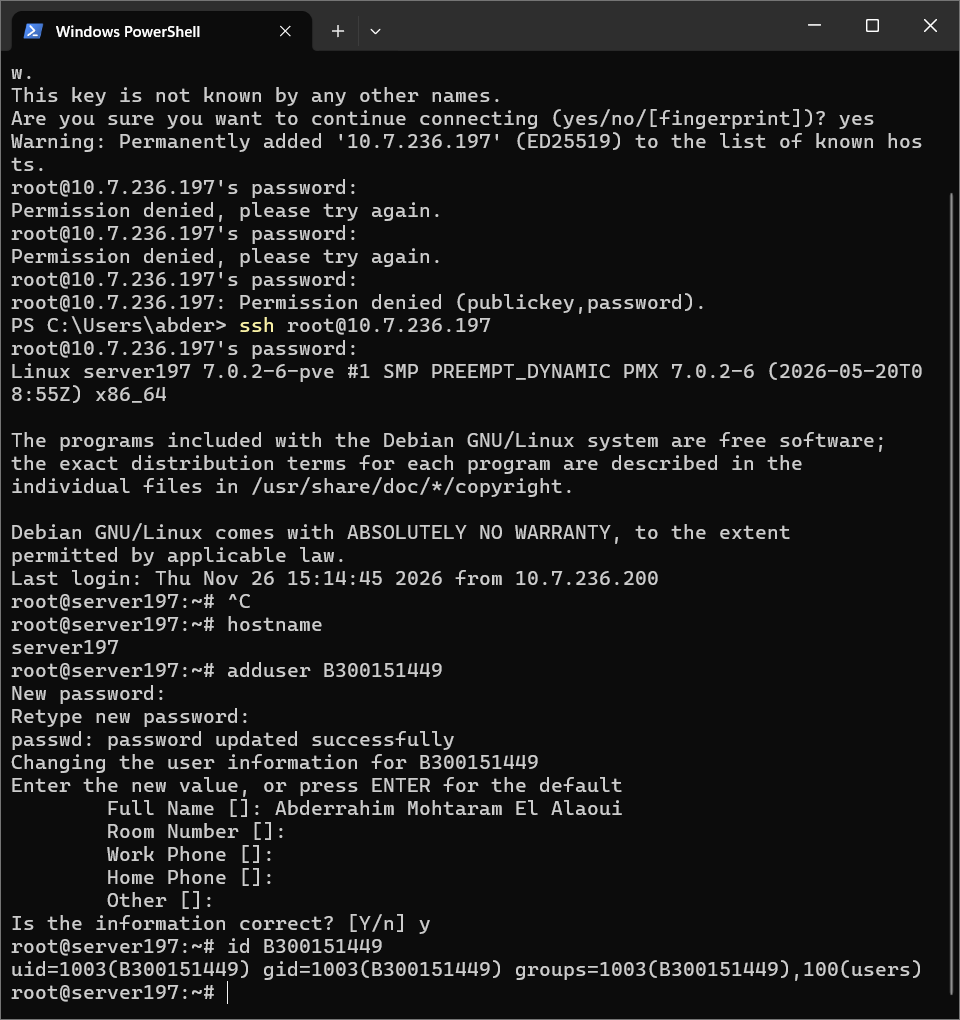 Windows PowerShell
w.
This key is not known by any other names.
Are you sure you want to continue connecting (yes/no/[fingerprint])? yes
Warning: Permanently added '10.7.236.197' (ED25519) to the list of known hos
ts.
root@10.7.236.197's password:
Permission denied, please try again.
root@10.7.236.197's password:
Permission denied, please try again.
root@10.7.236.197's password:
root@10.7.236.197: Permission denied (publickey,password).
PS C:\Users\abder> ssh root@10.7.236.197
root@10.7.236.197's password:
Linux server197 7.0.2-6-pve #1 SMP PREEMPT_DYNAMIC PMX 7.0.2-6 (2026-05-20T0
8:55Z) x86_64

The programs included with the Debian GNU/Linux system are free software;
the exact distribution terms for each program are described in the
individual files in /usr/share/doc/*/copyright.

Debian GNU/Linux comes with ABSOLUTELY NO WARRANTY, to the extent
permitted by applicable law.
Last login: Thu Nov 26 15:14:45 2026 from 10.7.236.200
root@server197:~# ^C
root@server197:~# hostname
server197
root@server197:~# adduser B300151449
New password:
Retype new password:
passwd: password updated successfully
Changing the user information for B300151449
Enter the new value, or press ENTER for the default
        Full Name []: Abderrahim Mohtaram El Alaoui
        Room Number []:
        Work Phone []:
        Home Phone []:
        Other []:
Is the information correct? [Y/n] y
root@server197:~# id B300151449
uid=1003(B300151449) gid=1003(B300151449) groups=1003(B300151449),100(users)
root@server197:~#